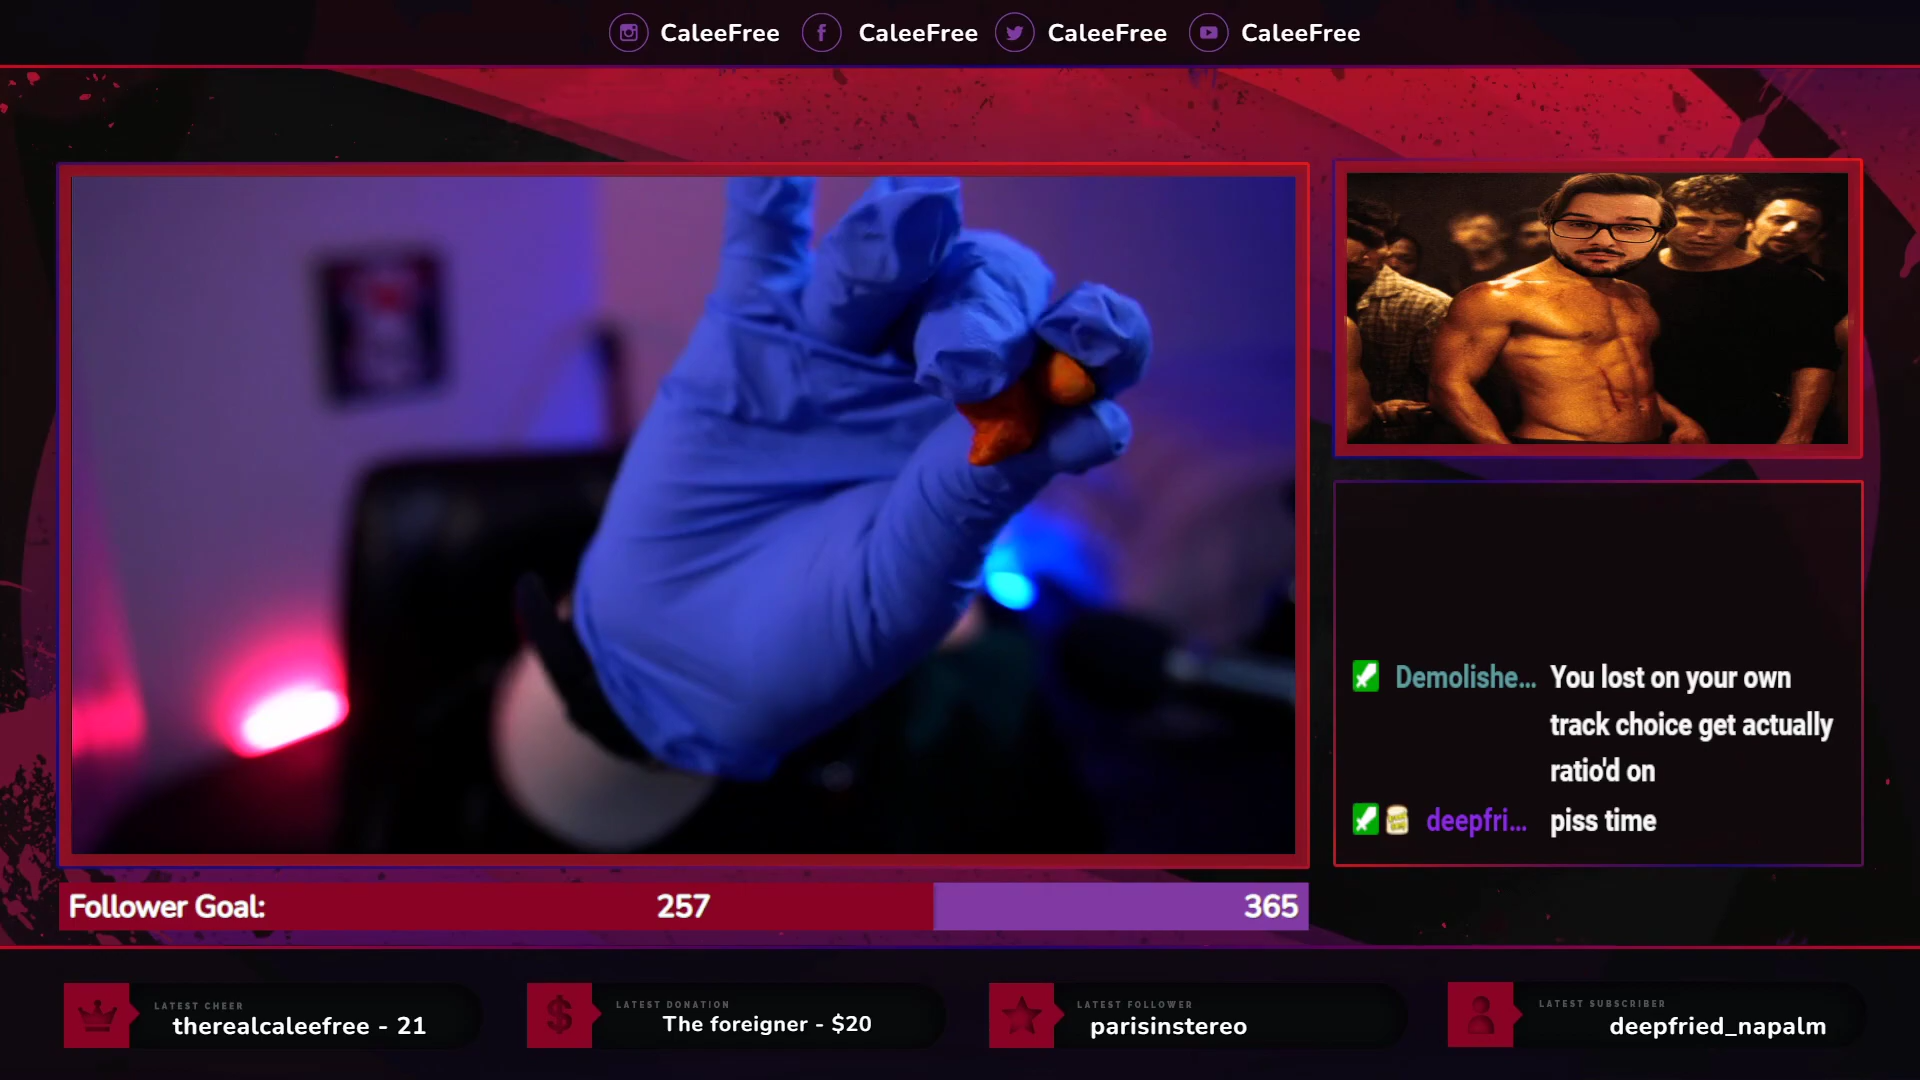 CaleeFree CaleeFree CaleeFree CaleeFree
Demolishe... You lost on your own
track choice get actually
ratio'd on
deepfri... piss time
Follower Goal: 257 365
LATEST CHEER
therealcaleefree - 21
LATEST DONATION
The foreigner - $20
LATEST FOLLOWER
parisinstereo
LATEST SUBSCRIBER
deepfried_napalm